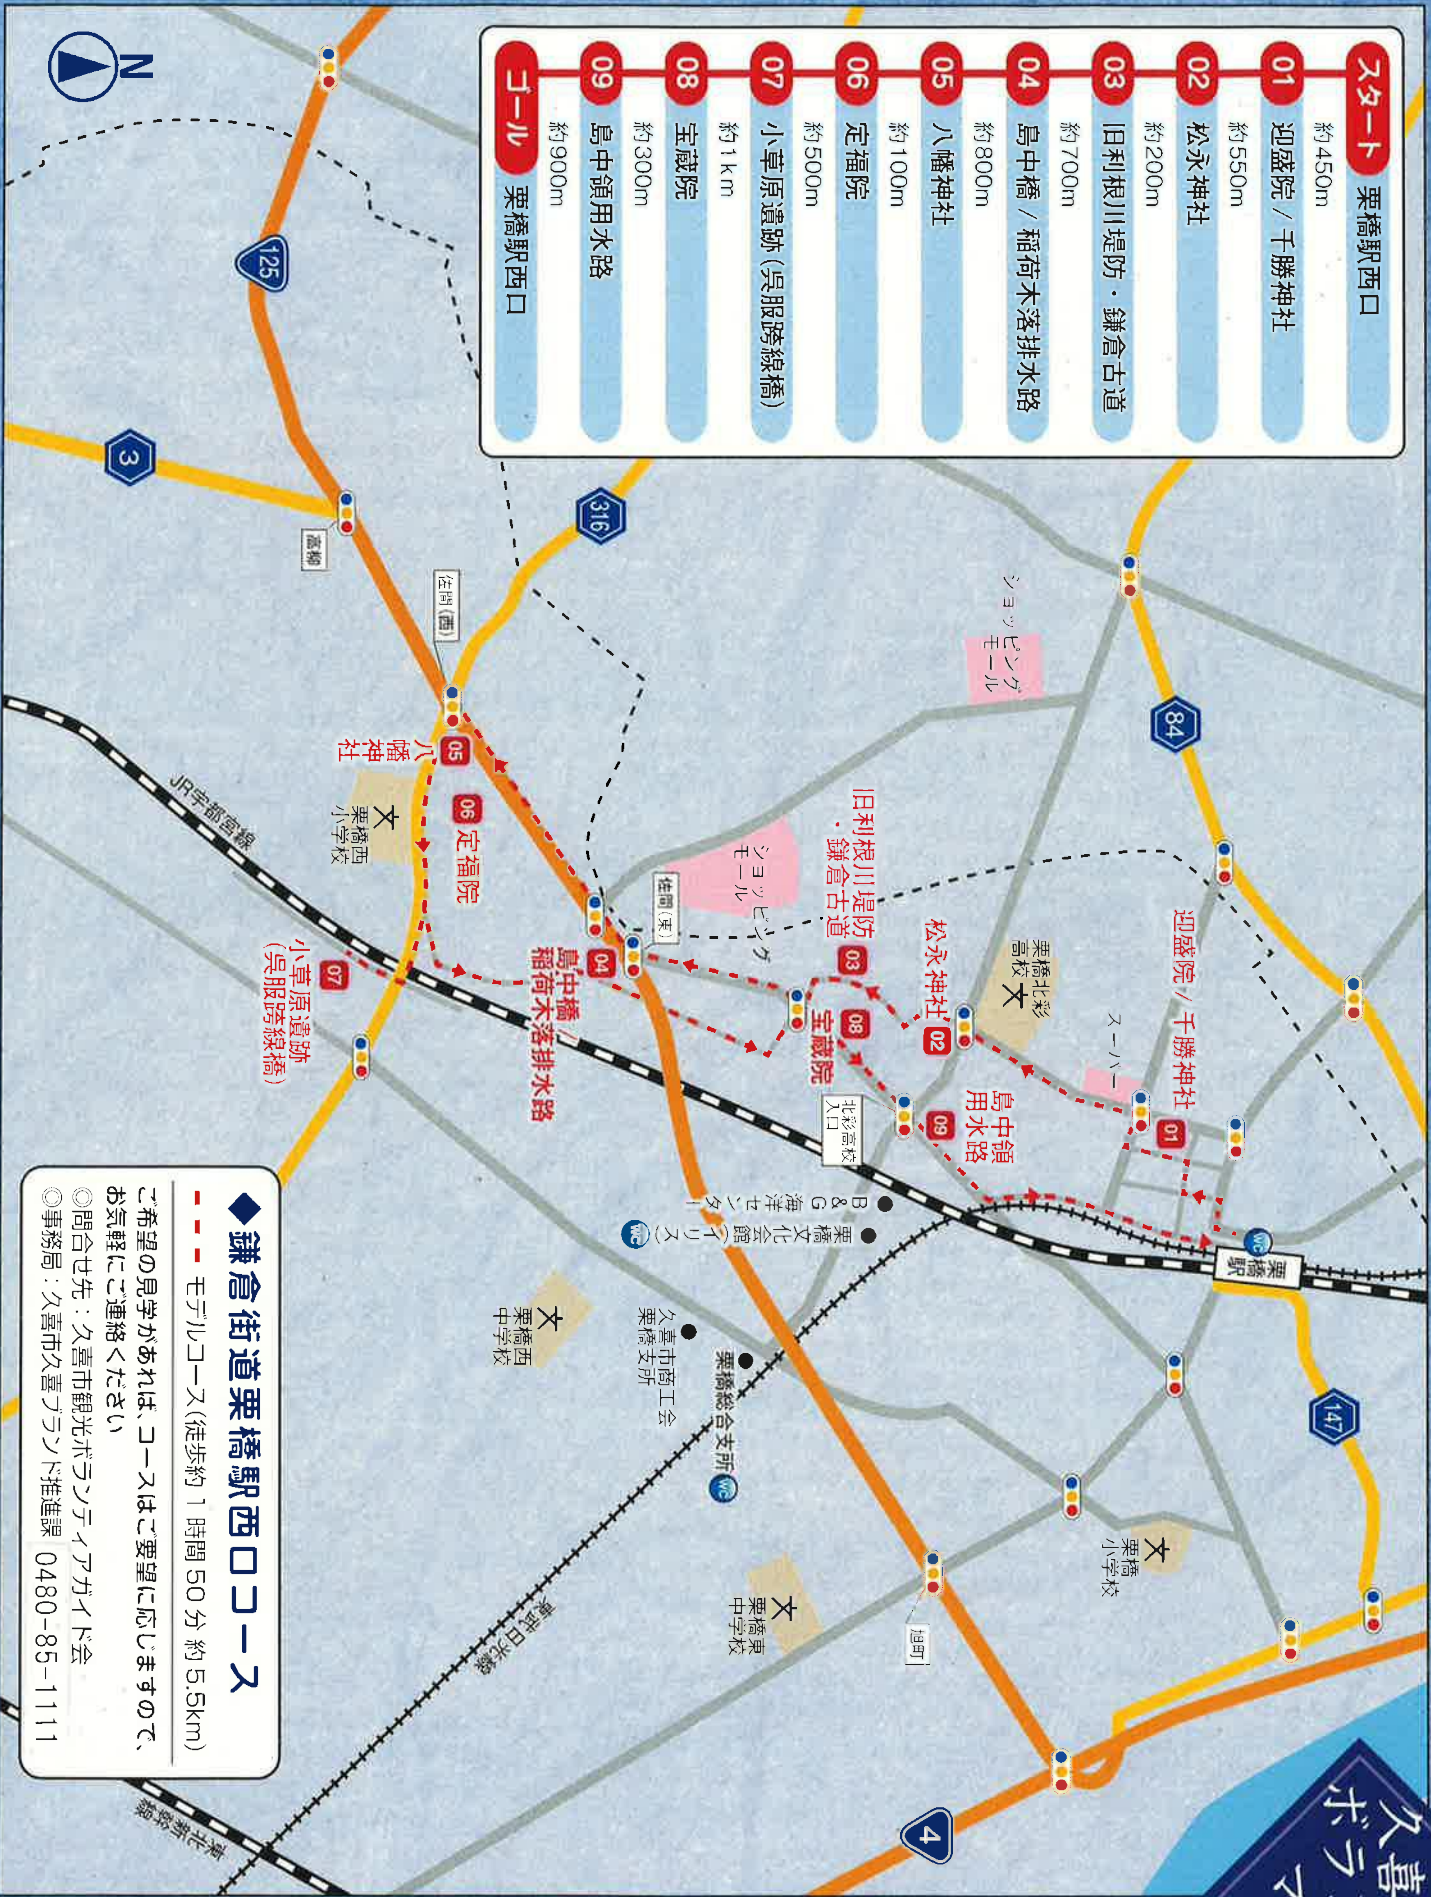 スタート 栗橋駅西口
約450m
01 迎盛院 / 千勝神社
約550m
02 松永神社
約200m
03 旧利根川堤防・鎌倉古道
約700m
04 島中橋 / 稲荷木落排水路
約800m
05 八幡神社
約100m
06 定福院
約500m
07 小草原遺跡(呉服跨線橋)
約1km
08 宝蔵院
約300m
09 島中領用水路
約900m
ゴール 栗橋駅西口
N
125
3
316
84
147
4
高柳
佐間(西)
佐間(東)
北彩高校
入口
旭町
ショッピング
モール
ショッピング
モール
スーパー
栗橋北彩
高校
迎盛院 / 千勝神社
01
松永神社
02
旧利根川堤防
・鎌倉古道
03
04
島中橋 /
稲荷木落排水路
05
八幡
神社
06
定福院
07
小草原遺跡
(呉服跨線橋)
08
宝蔵院
09
島中領
用水路
栗橋西
小学校
JR宇都宮線
WC
栗橋
駅
B&G 海洋センター
栗橋文化会館(イリス)
WC
久喜市商工会
栗橋支所
栗橋総合支所
WC
栗橋西
中学校
栗橋
小学校
栗橋東
中学校
東武日光線
東北新幹線
久喜
ボラ
◆鎌倉街道栗橋駅西口コース
モデルコース(徒歩約1時間50分 約5.5km)
ご希望の見学があれば、コースはご要望に応じますので、
お気軽にご連絡ください
◎問合せ先：久喜市観光ボランティアガイド会
◎事務局：久喜市久喜ブランド推進課 0480-85-1111